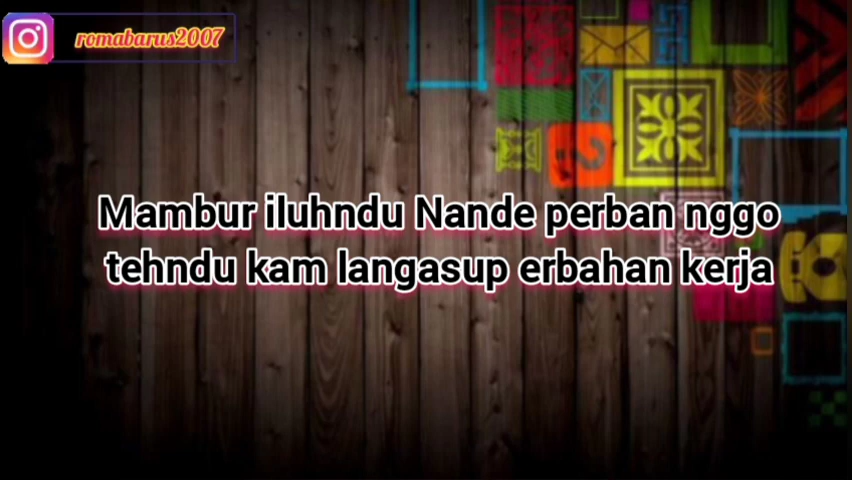 romabarus2007
Mambur iluhndu Nande perban nggo
tehndu kam langasup erbahan kerja